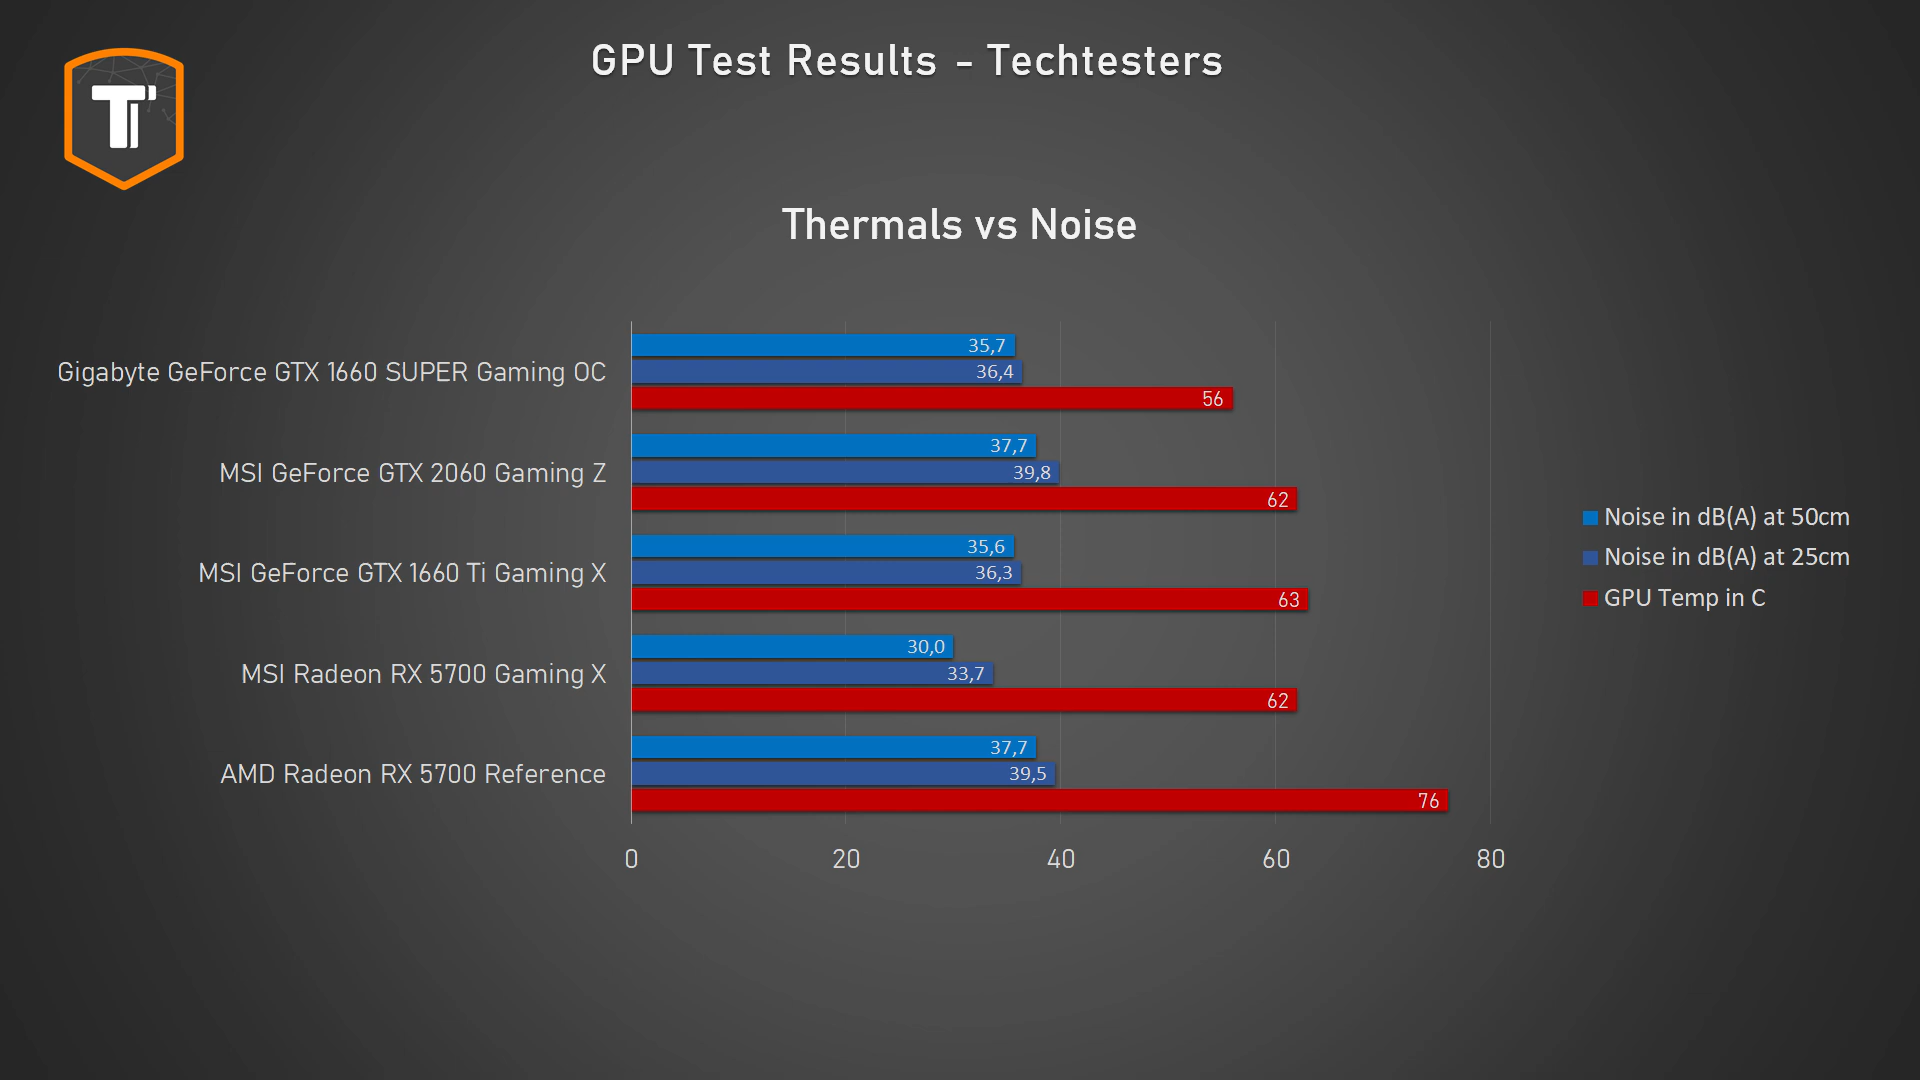 GPU Test Results - Techtesters
Thermals vs Noise
Gigabyte GeForce GTX 1660 SUPER Gaming OC
35,7
36,4
56
MSI GeForce GTX 2060 Gaming Z
37,7
39,8
62
MSI GeForce GTX 1660 Ti Gaming X
35,6
36,3
63
MSI Radeon RX 5700 Gaming X
30,0
33,7
62
AMD Radeon RX 5700 Reference
37,7
39,5
76
0 20 40 60 80
Noise in dB(A) at 50cm
Noise in dB(A) at 25cm
GPU Temp in C